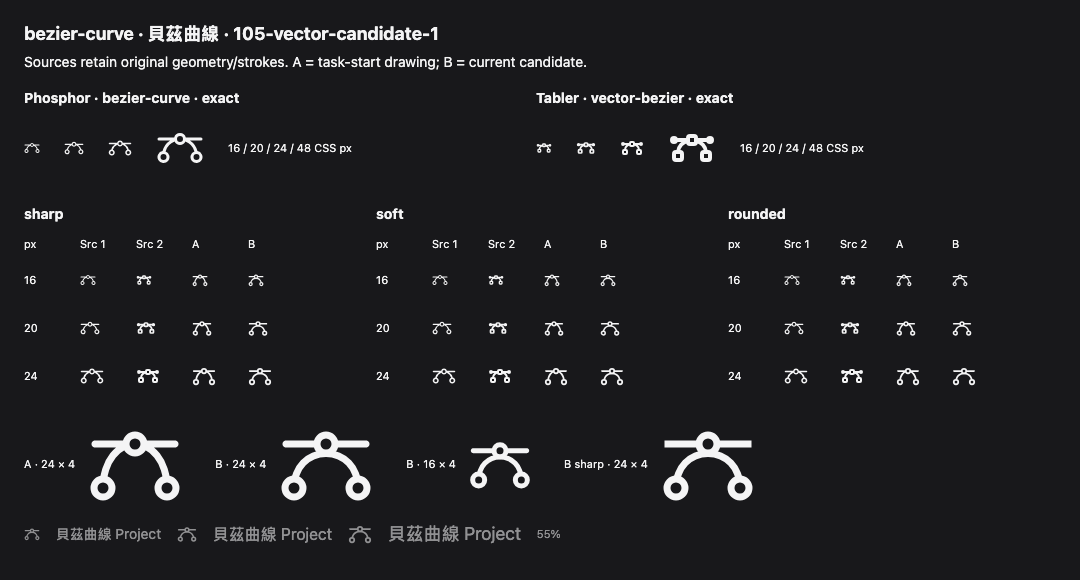 bezier-curve · 貝茲曲線 · 105-vector-candidate-1
Sources retain original geometry/strokes. A = task-start drawing; B = current candidate.
Phosphor · bezier-curve · exact
Tabler · vector-bezier · exact
16 / 20 / 24 / 48 CSS px
16 / 20 / 24 / 48 CSS px
sharp
soft
rounded
px Src 1 Src 2 A B
px Src 1 Src 2 A B
px Src 1 Src 2 A B
16
16
16
20
20
20
24
24
24
A · 24 × 4
B · 24 × 4
B · 16 × 4
B sharp · 24 × 4
貝茲曲線 Project
貝茲曲線 Project
貝茲曲線 Project
55%